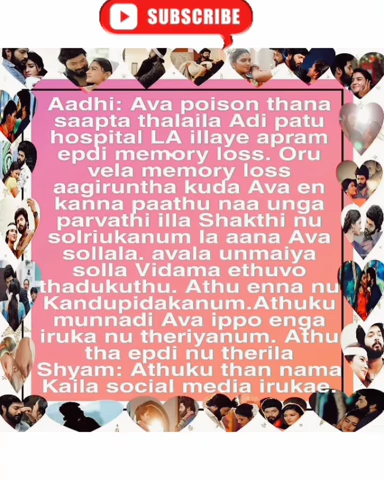 SUBSCRIBE
Aadhi: Ava poison thana
saapta thalaila Adi patu
hospital LA illaye apram
epdi memory loss. Oru
vela memory loss
aagiruntha kuda Ava en
kanna paathu naa unga
parvathi illa Shakthi nu
solriukanum la aana Ava
sollala. avala unmaiya
solla Vidama ethuvo
thadukuthu. Athu enna nu
Kandupidakanum.Athuku
munnadi Ava ippo enga
iruka nu theriyanum. Athu
tha epdi nu therila
Shyam: Athuku than nama
Kaila social media irukae.